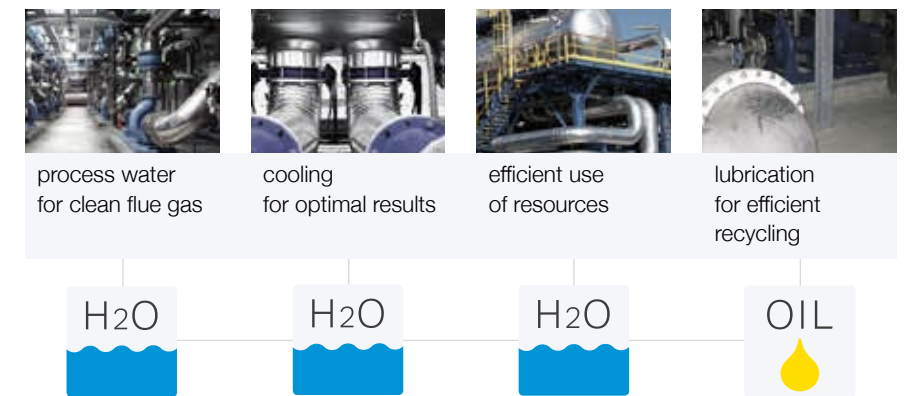 process water
for clean flue gas
cooling
for optimal results
efficient use
of resources
lubrication
for efficient
recycling
H2O
H2O
H2O
OIL